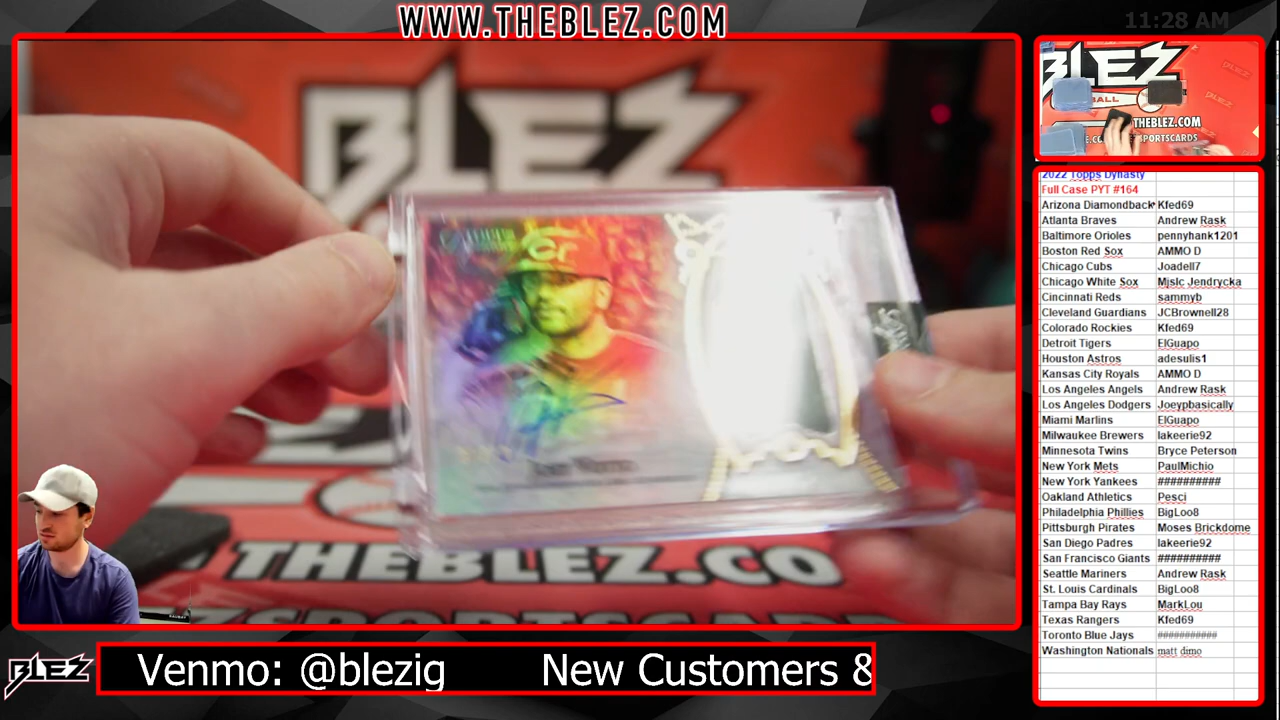 WWW.THEBLEZ.COM
11:28 AM
BLEZ
THEBLEZ.CO
BLEZ
BALL
THEBLEZ.COM
2022 Topps Dynasty
Full Case PYT #164
Arizona Diamondback Kfed69
Atlanta Braves Andrew Rask
Baltimore Orioles pennyhank1201
Boston Red Sox AMMO D
Chicago Cubs Joadell7
Chicago White Sox Mjslc Jendrycka
Cincinnati Reds sammyb
Cleveland Guardians JCBrownell28
Colorado Rockies Kfed69
Detroit Tigers ElGuapo
Houston Astros adesulis1
Kansas City Royals AMMO D
Los Angeles Angels Andrew Rask
Los Angeles Dodgers Joeypbasically
Miami Marlins ElGuapo
Milwaukee Brewers lakeerie92
Minnesota Twins Bryce Peterson
New York Mets PaulMichio
New York Yankees ##########
Oakland Athletics Pesci
Philadelphia Phillies BigLoo8
Pittsburgh Pirates Moses Brickdome
San Diego Padres lakeerie92
San Francisco Giants ##########
Seattle Mariners Andrew Rask
St. Louis Cardinals BigLoo8
Tampa Bay Rays MarkLou
Texas Rangers Kfed69
Toronto Blue Jays ###########
Washington Nationals matt dimo
BLEZ
Venmo: @blezig New Customers &